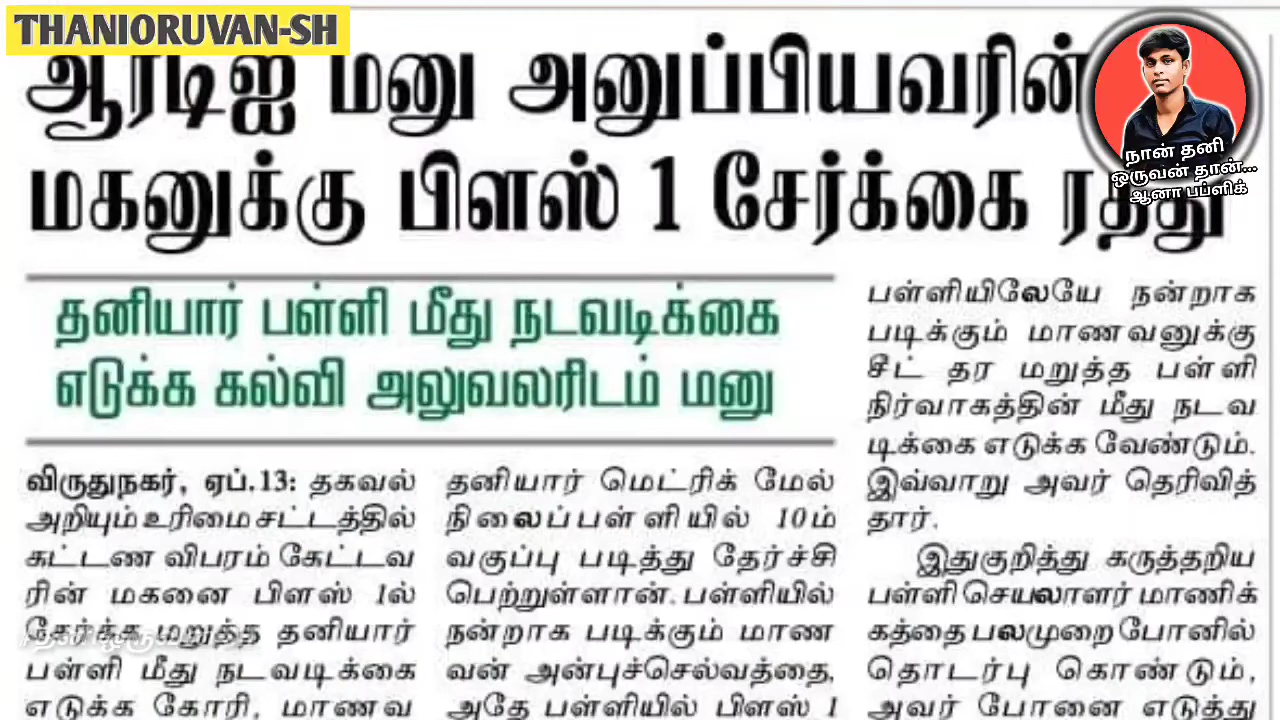 THANIORUVAN-SH
ஆர்டிஐ மனு அனுப்பியவரின்
மகனுக்கு பிளஸ் 1 சேர்க்கை ரத்து
நான் தனி
ஒருவன் தான்...
ஆனா பப்ளிக்
தனியார் பள்ளி மீது நடவடிக்கை
எடுக்க கல்வி அலுவலரிடம் மனு
விருதுநகர், ஏப்.13: தகவல்
அறியும் உரிமை சட்டத்தில்
கட்டண விபரம் கேட்டவ
ரின் மகனை பிளஸ் 1ல்
சேர்க்க மறுத்த தனியார்
பள்ளி மீது நடவடிக்கை
எடுக்க கோரி, மாணவ
தனியார் மெட்ரிக் மேல்
நிலைப்பள்ளியில் 10ம்
வகுப்பு படித்து தேர்ச்சி
பெற்றுள்ளான். பள்ளியில்
நன்றாக படிக்கும் மாண
வன் அன்புச்செல்வத்தை,
அதே பள்ளியில் பிளஸ் 1
பள்ளியிலேயே நன்றாக
படிக்கும் மாணவனுக்கு
சீட் தர மறுத்த பள்ளி
நிர்வாகத்தின் மீது நடவ
டிக்கை எடுக்க வேண்டும்.
இவ்வாறு அவர் தெரிவித்
தார்.
இதுகுறித்து கருத்தறிய
பள்ளி செயலாளர் மாணிக்
கத்தை பலமுறை போனில்
தொடர்பு கொண்டும்,
அவர் போனை எடுத்து